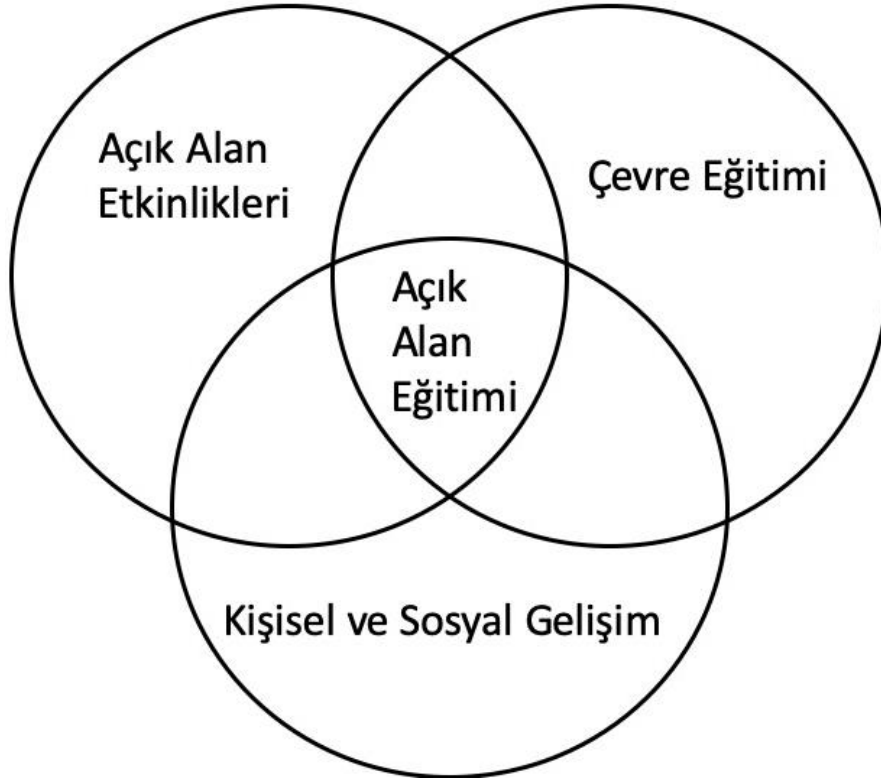 Açık Alan
Etkinlikleri
Çevre Eğitimi
Açık
Alan
Eğitimi
Kişisel ve Sosyal Gelişim